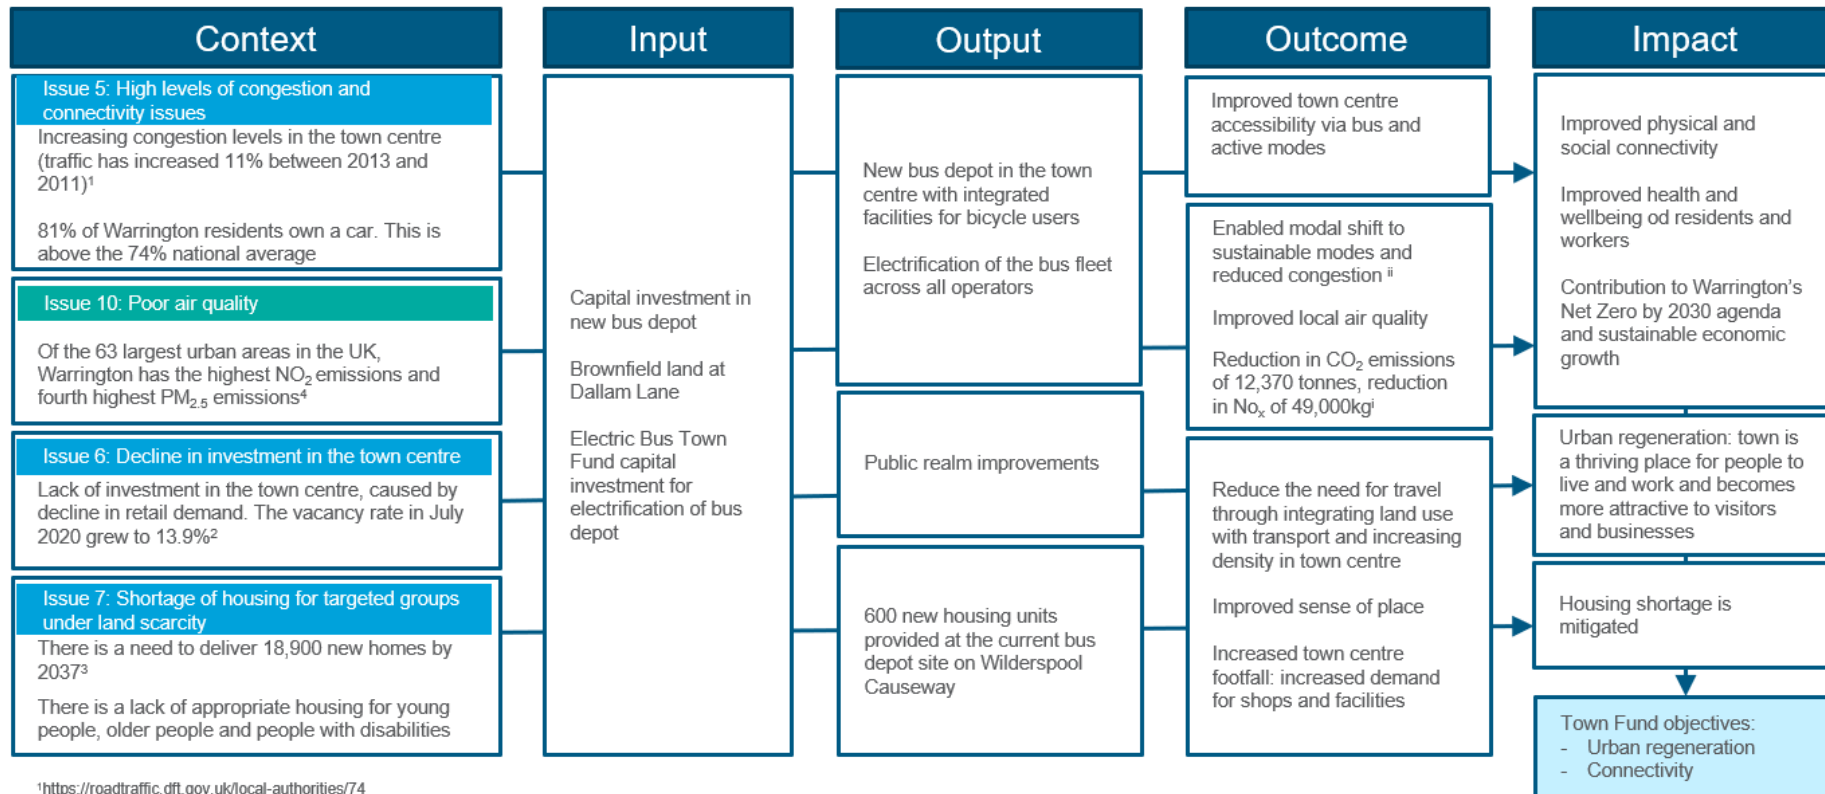 Context
Input
Output
Outcome
Impact
Issue 5: High levels of congestion and
connectivity issues
Increasing congestion levels in the town centre
(traffic has increased 11% between 2013 and
2011)¹
81% of Warrington residents own a car. This is
above the 74% national average
Issue 10: Poor air quality
Of the 63 largest urban areas in the UK,
Warrington has the highest NO₂ emissions and
fourth highest PM₂.₅ emissions⁴
Issue 6: Decline in investment in the town centre
Lack of investment in the town centre, caused by
decline in retail demand. The vacancy rate in July
2020 grew to 13.9%²
Issue 7: Shortage of housing for targeted groups
under land scarcity
There is a need to deliver 18,900 new homes by
2037³
There is a lack of appropriate housing for young
people, older people and people with disabilities
Capital investment in
new bus depot
Brownfield land at
Dallam Lane
Electric Bus Town
Fund capital
investment for
electrification of bus
depot
New bus depot in the town
centre with integrated
facilities for bicycle users
Electrification of the bus fleet
across all operators
Public realm improvements
600 new housing units
provided at the current bus
depot site on Wilderspool
Causeway
Improved town centre
accessibility via bus and
active modes
Enabled modal shift to
sustainable modes and
reduced congestion ⁱⁱ
Improved local air quality
Reduction in CO₂ emissions
of 12,370 tonnes, reduction
in Noₓ of 49,000kgⁱ
Reduce the need for travel
through integrating land use
with transport and increasing
density in town centre
Improved sense of place
Increased town centre
footfall: increased demand
for shops and facilities
Improved physical and
social connectivity
Improved health and
wellbeing od residents and
workers
Contribution to Warrington's
Net Zero by 2030 agenda
and sustainable economic
growth
Urban regeneration: town is
a thriving place for people to
live and work and becomes
more attractive to visitors
and businesses
Housing shortage is
mitigated
Town Fund objectives:
- Urban regeneration
- Connectivity
¹https://roadtraffic.dft.gov.uk/local-authorities/74